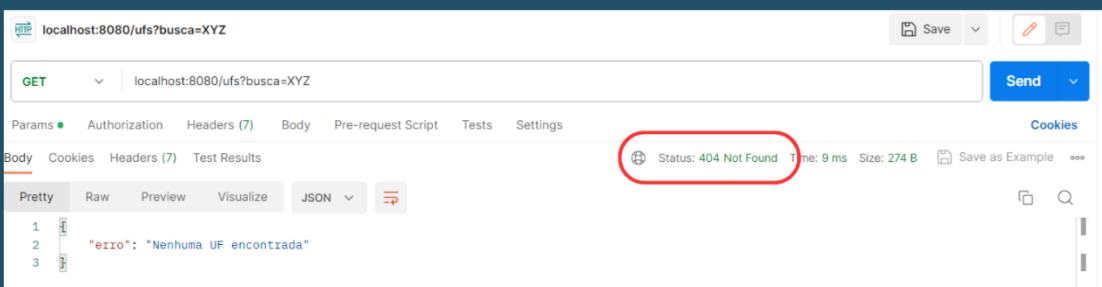 HTTP localhost:8080/ufs?busca=XYZ Save
GET localhost:8080/ufs?busca=XYZ Send
Params Authorization Headers (7) Body Pre-request Script Tests Settings Cookies
Body Cookies Headers (7) Test Results Status: 404 Not Found Time: 9 ms Size: 274 B Save as Example
Pretty Raw Preview Visualize JSON
1 {
2 "erro": "Nenhuma UF encontrada"
3 }